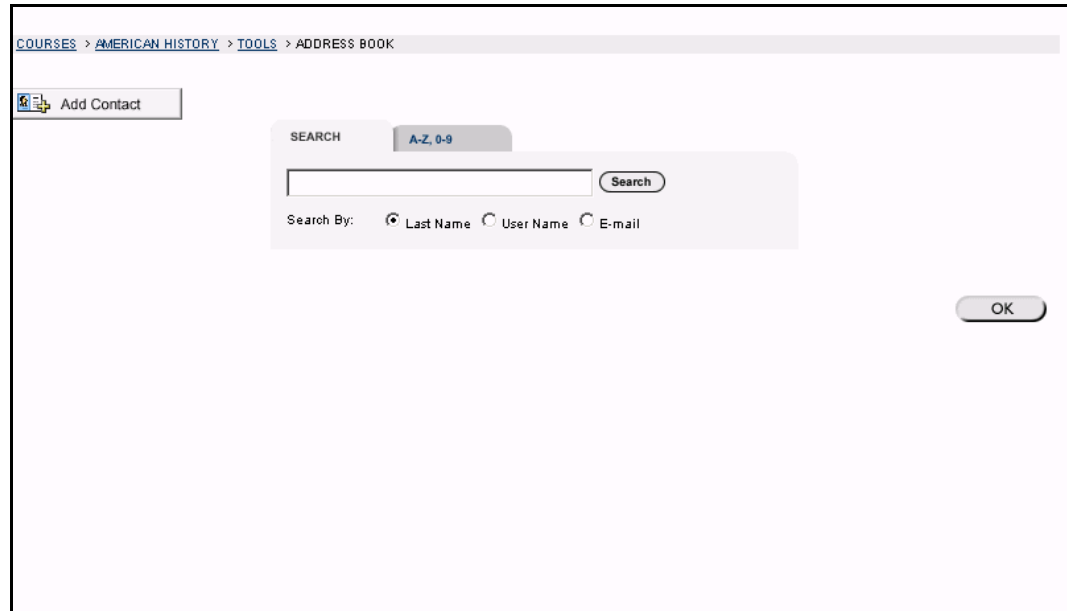 COURSES > AMERICAN HISTORY > TOOLS > ADDRESS BOOK
Add Contact
SEARCH A-Z, 0-9
Search
Search By: Last Name User Name E-mail
OK